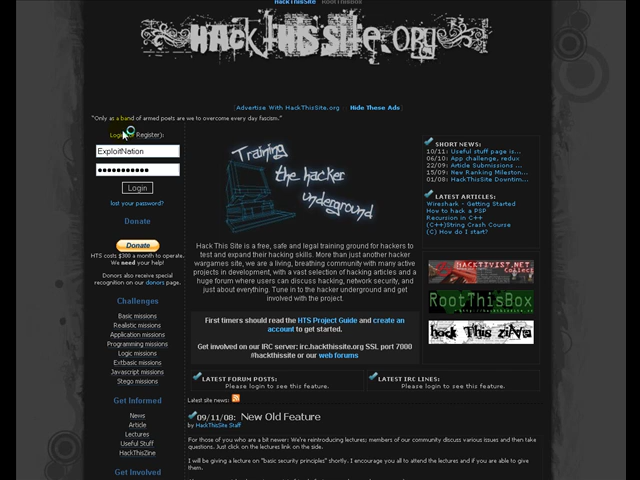 HackThisSite RootThisBox
HACK THIS SITE.ORG
Advertise With HackThisSite.org :: Hide These Ads
"Only as a band of armed poets are we to overcome every day fascism."
Login (or Register):
ExploitNation
Login
lost your password?
Donate
Donate
HTS costs $300 a month to operate.
We need your help!
Donors also receive special
recognition on our donors page.
Challenges
Basic missions
Realistic missions
Application missions
Programming missions
Logic missions
Extbasic missions
Javascript missions
Stego missions
Get Informed
News
Article
Lectures
Useful Stuff
HackThisZine
Get Involved
Training
the hacker
underground
Hack This Site is a free, safe and legal training ground for hackers to
test and expand their hacking skills. More than just another hacker
wargames site, we are a living, breathing community with many active
projects in development, with a vast selection of hacking articles and a
huge forum where users can discuss hacking, network security, and
just about everything. Tune in to the hacker underground and get
involved with the project.
First timers should read the HTS Project Guide and create an
account to get started.
Get involved on our IRC server: irc.hackthissite.org SSL port 7000
#hackthissite or our web forums
SHORT NEWS:
10/11: Useful stuff page is...
06/10: App challenge, redux
22/09: Article Submissions ...
15/09: New Ranking Mileston...
01/08: HackThisSite Downtim...
LATEST ARTICLES:
Wireshark - Getting Started
How to hack a PSP
Recursion in C++
(C++)String Crash Course
(C) How do I start?
HACKTIVIST.NET
Collect
RootThisBox
hack This zine
LATEST FORUM POSTS:
Please login to see this feature.
LATEST IRC LINES:
Please login to see this feature.
Latest site news:
09/11/08: New Old Feature
by HackThisSite Staff
For those of you who are a bit newer: We're reintroducing lectures; members of our community discuss various issues and then take
questions. Just click on the lectures link on the side.
I will be giving a lecture on "basic security principles" shortly. I encourage you all to attend the lectures and if you are able to give
them.